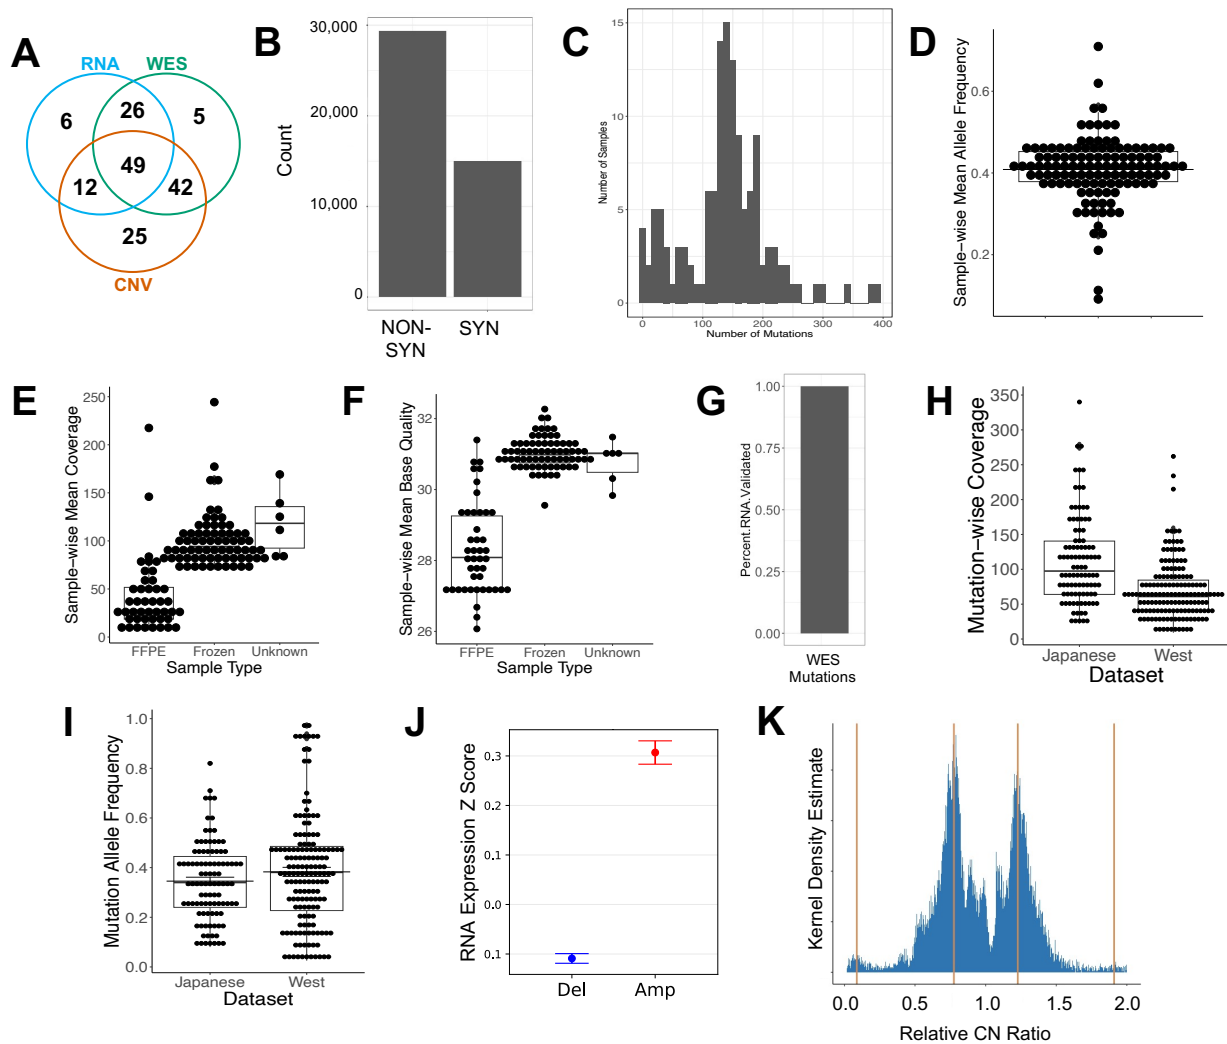 A
RNA
WES
6
26
5
49
12
42
25
CNV
B
Count
30,000
20,000
10,000
0
NON-
SYN
SYN
C
Number of Samples
15
10
5
0
0
100
200
300
400
Number of Mutations
D
Sample-wise Mean Allele Frequency
0.6
0.4
0.2
E
Sample-wise Mean Coverage
250
200
150
100
50
0
FFPE
Frozen
Unknown
Sample Type
F
Sample-wise Mean Base Quality
32
30
28
26
FFPE
Frozen
Unknown
Sample Type
G
Percent.RNA.Validated
1.00
0.75
0.50
0.25
0.00
WES
Mutations
H
Mutation-wise Coverage
350
300
250
200
150
100
50
0
Japanese
West
Dataset
I
Mutation Allele Frequency
1.0
0.8
0.6
0.4
0.2
0.0
Japanese
West
Dataset
J
RNA Expression Z Score
0.3
0.3
0.1
0.0
0.1
Del
Amp
K
Kernel Density Estimate
0.0
0.5
1.0
1.5
2.0
Relative CN Ratio